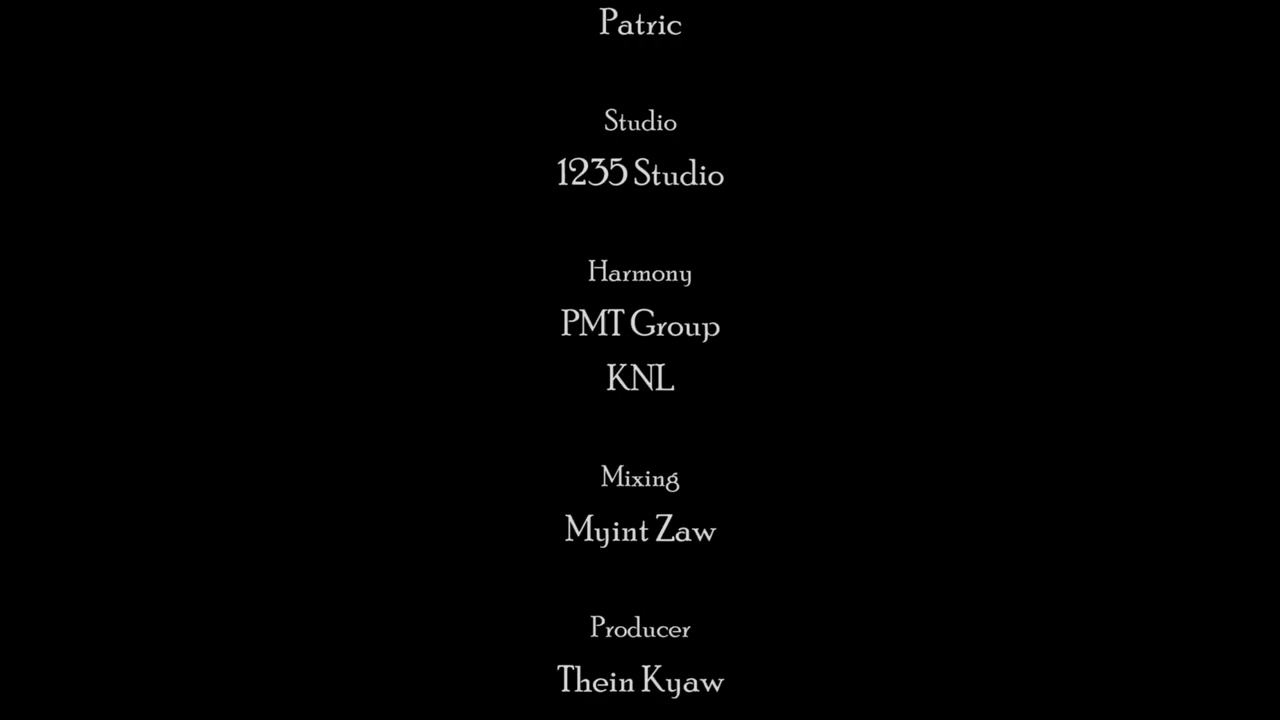 Patric
Studio
1235 Studio
Harmony
PMT Group
KNL
Mixing
Myint Zaw
Producer
Thein Kyaw